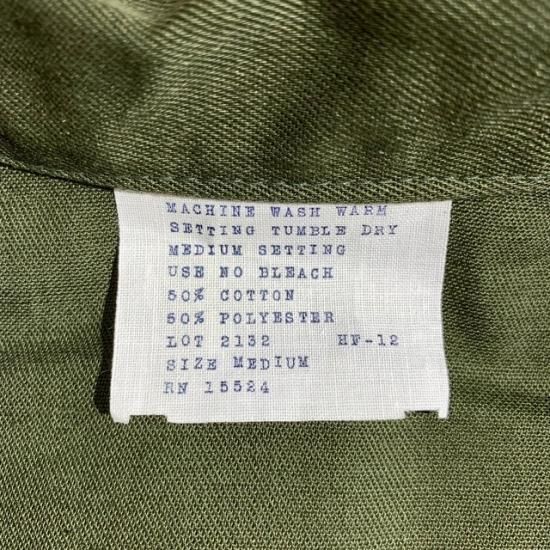 MACHINE WASH WARM
SETTING TUMBLE DRY
MEDIUM SETTING
USE NO BLEACH
50% COTTON
50% POLYESTER
LOT 2132 HF-12
SIZE MEDIUM
RN 15524